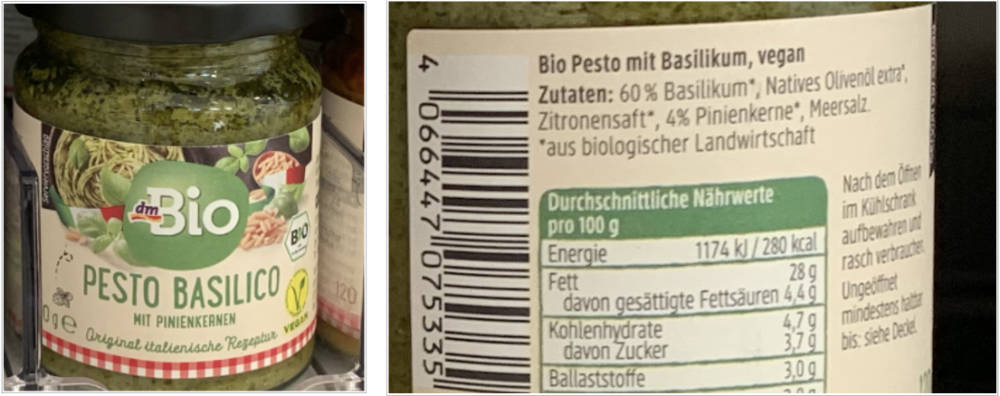 dmBio
BIO
PESTO BASILICO
MIT PINIENKERNEN
VEGAN
0ge
Original italienische Rezeptur
120
4 066447 075335
Bio Pesto mit Basilikum, vegan
Zutaten: 60% Basilikum*, Natives Olivenöl extra*,
Zitronensaft*, 4% Pinienkerne*, Meersalz.
*aus biologischer Landwirtschaft
Durchschnittliche Nährwerte
pro 100 g
Energie 1174 kJ / 280 kcal
Fett 28 g
davon gesättigte Fettsäuren 4,4 g
Kohlenhydrate 4,7 g
davon Zucker 3,7 g
Ballaststoffe 3,0 g
Nach dem Öffnen
im Kühlschrank
aufbewahren und
rasch verbrauchen.
Ungeöffnet
mindestens haltbar
bis: siehe Deckel.